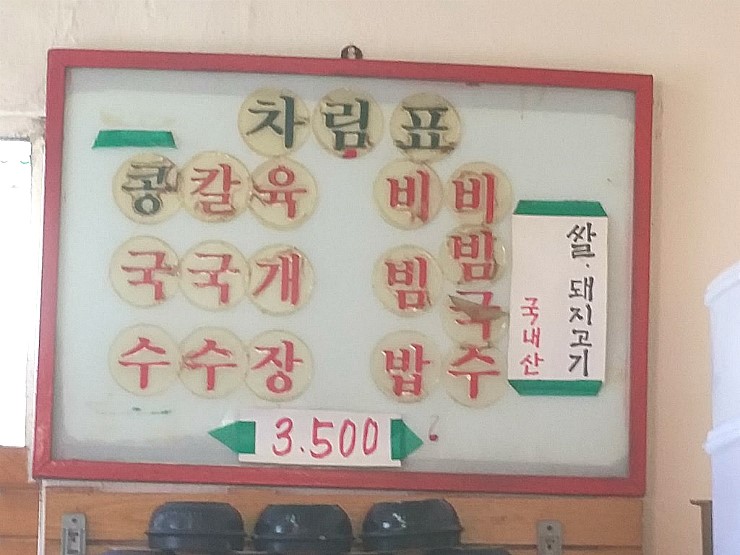 차림표
콩국수
칼국수
육개장
비빔밥
비빔국주
쌀.돼지고기
국내산
3.500